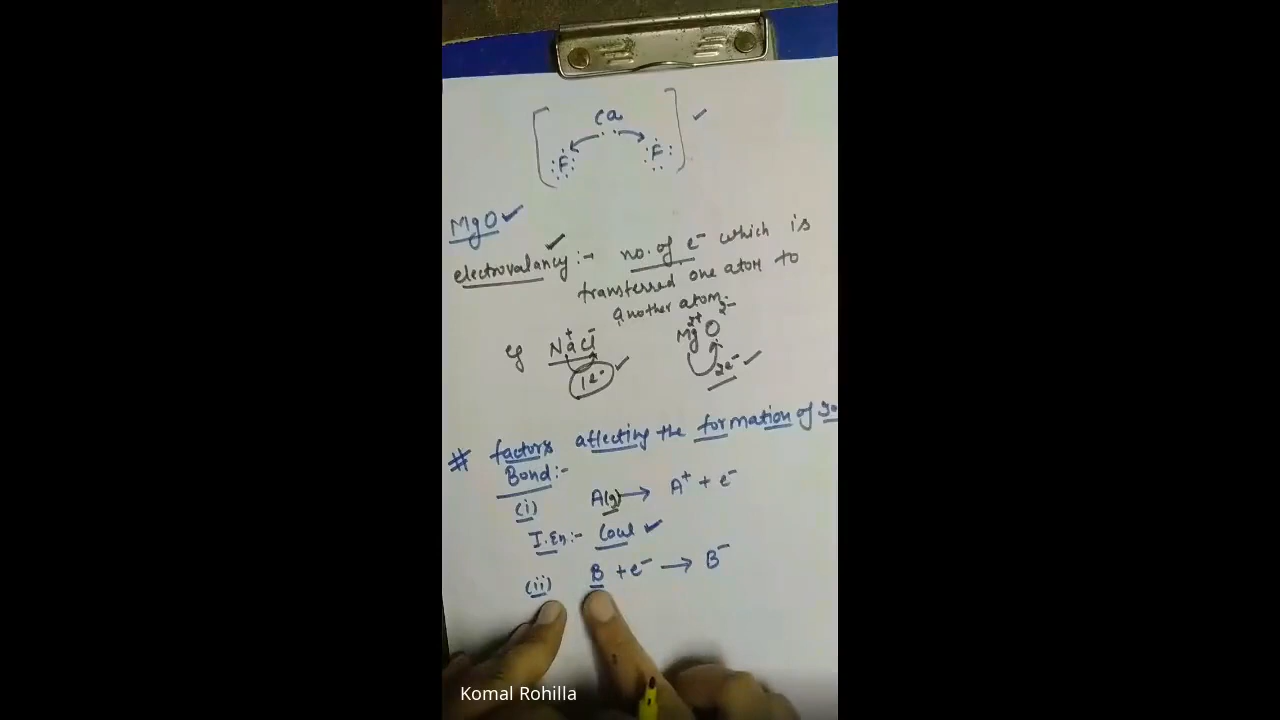 Ca
F F
MgO
electrovalancy :→ no. of e⁻ which is
transferred one atom to
another atom.
eg Na⁺Cl⁻ Mg²⁺O²⁻
1e⁻ 2e⁻
# factors affecting the formation of
Bond:-
(i) A(g) → A⁺ + e⁻
I.En:- Low
(ii) B + e⁻ → B⁻
Komal Rohilla